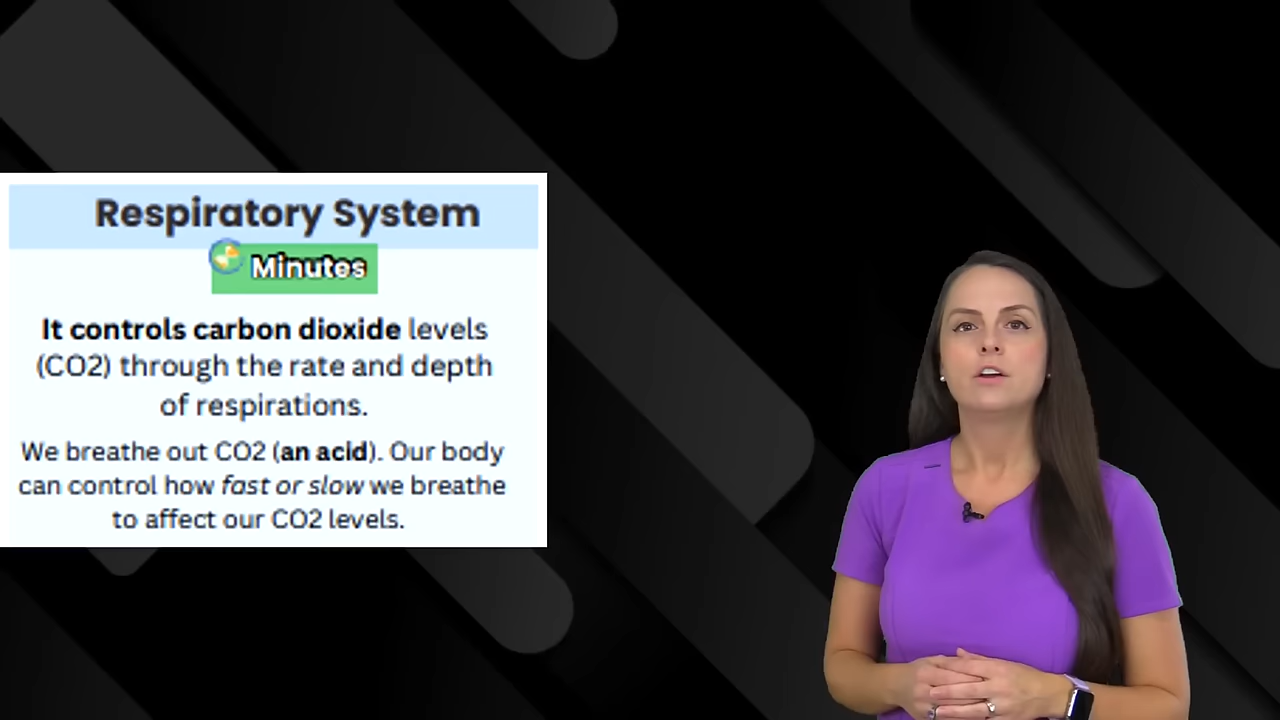 Respiratory System
Minutes
It controls carbon dioxide levels
(CO2) through the rate and depth
of respirations.
We breathe out CO2 (an acid). Our body
can control how fast or slow we breathe
to affect our CO2 levels.